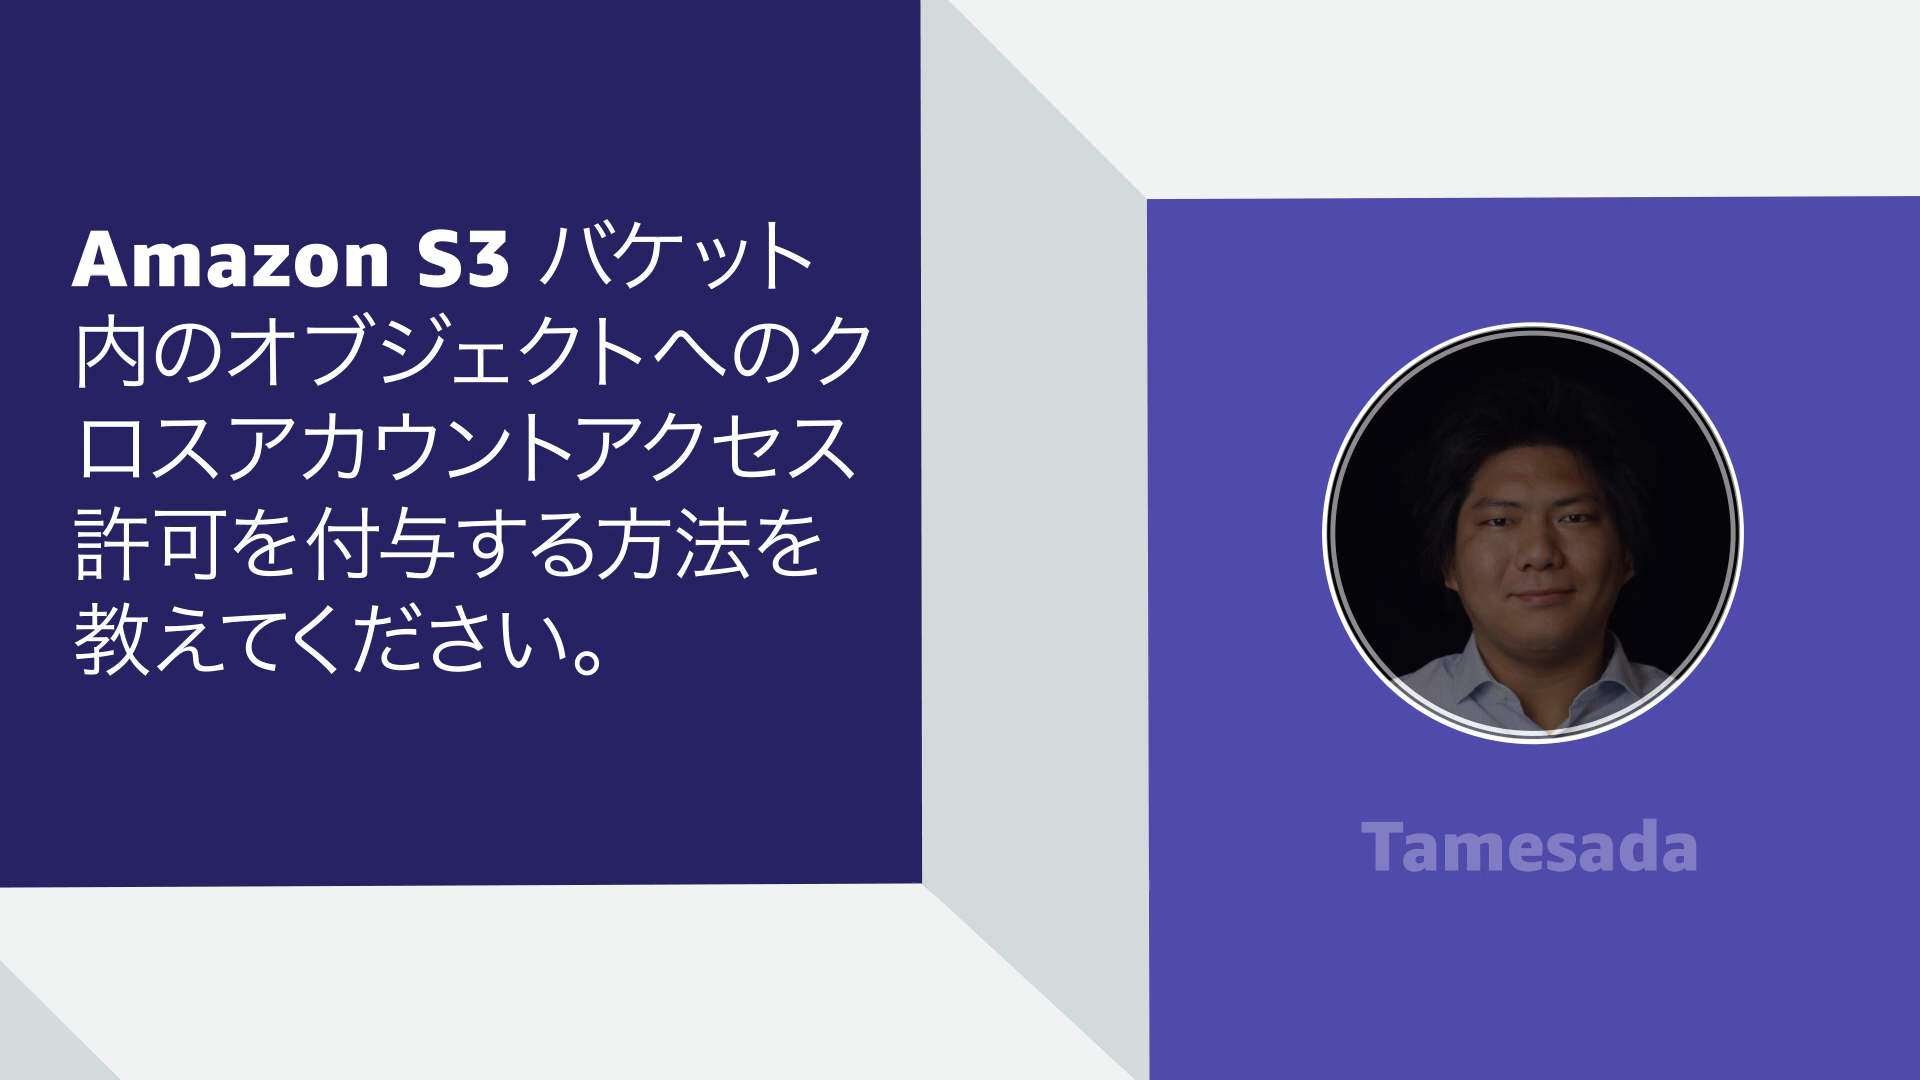 Amazon S3 バケット
内のオブジェクトへのク
ロスアカウントアクセス
許可を付与する方法を
教えてください。
Tamesada